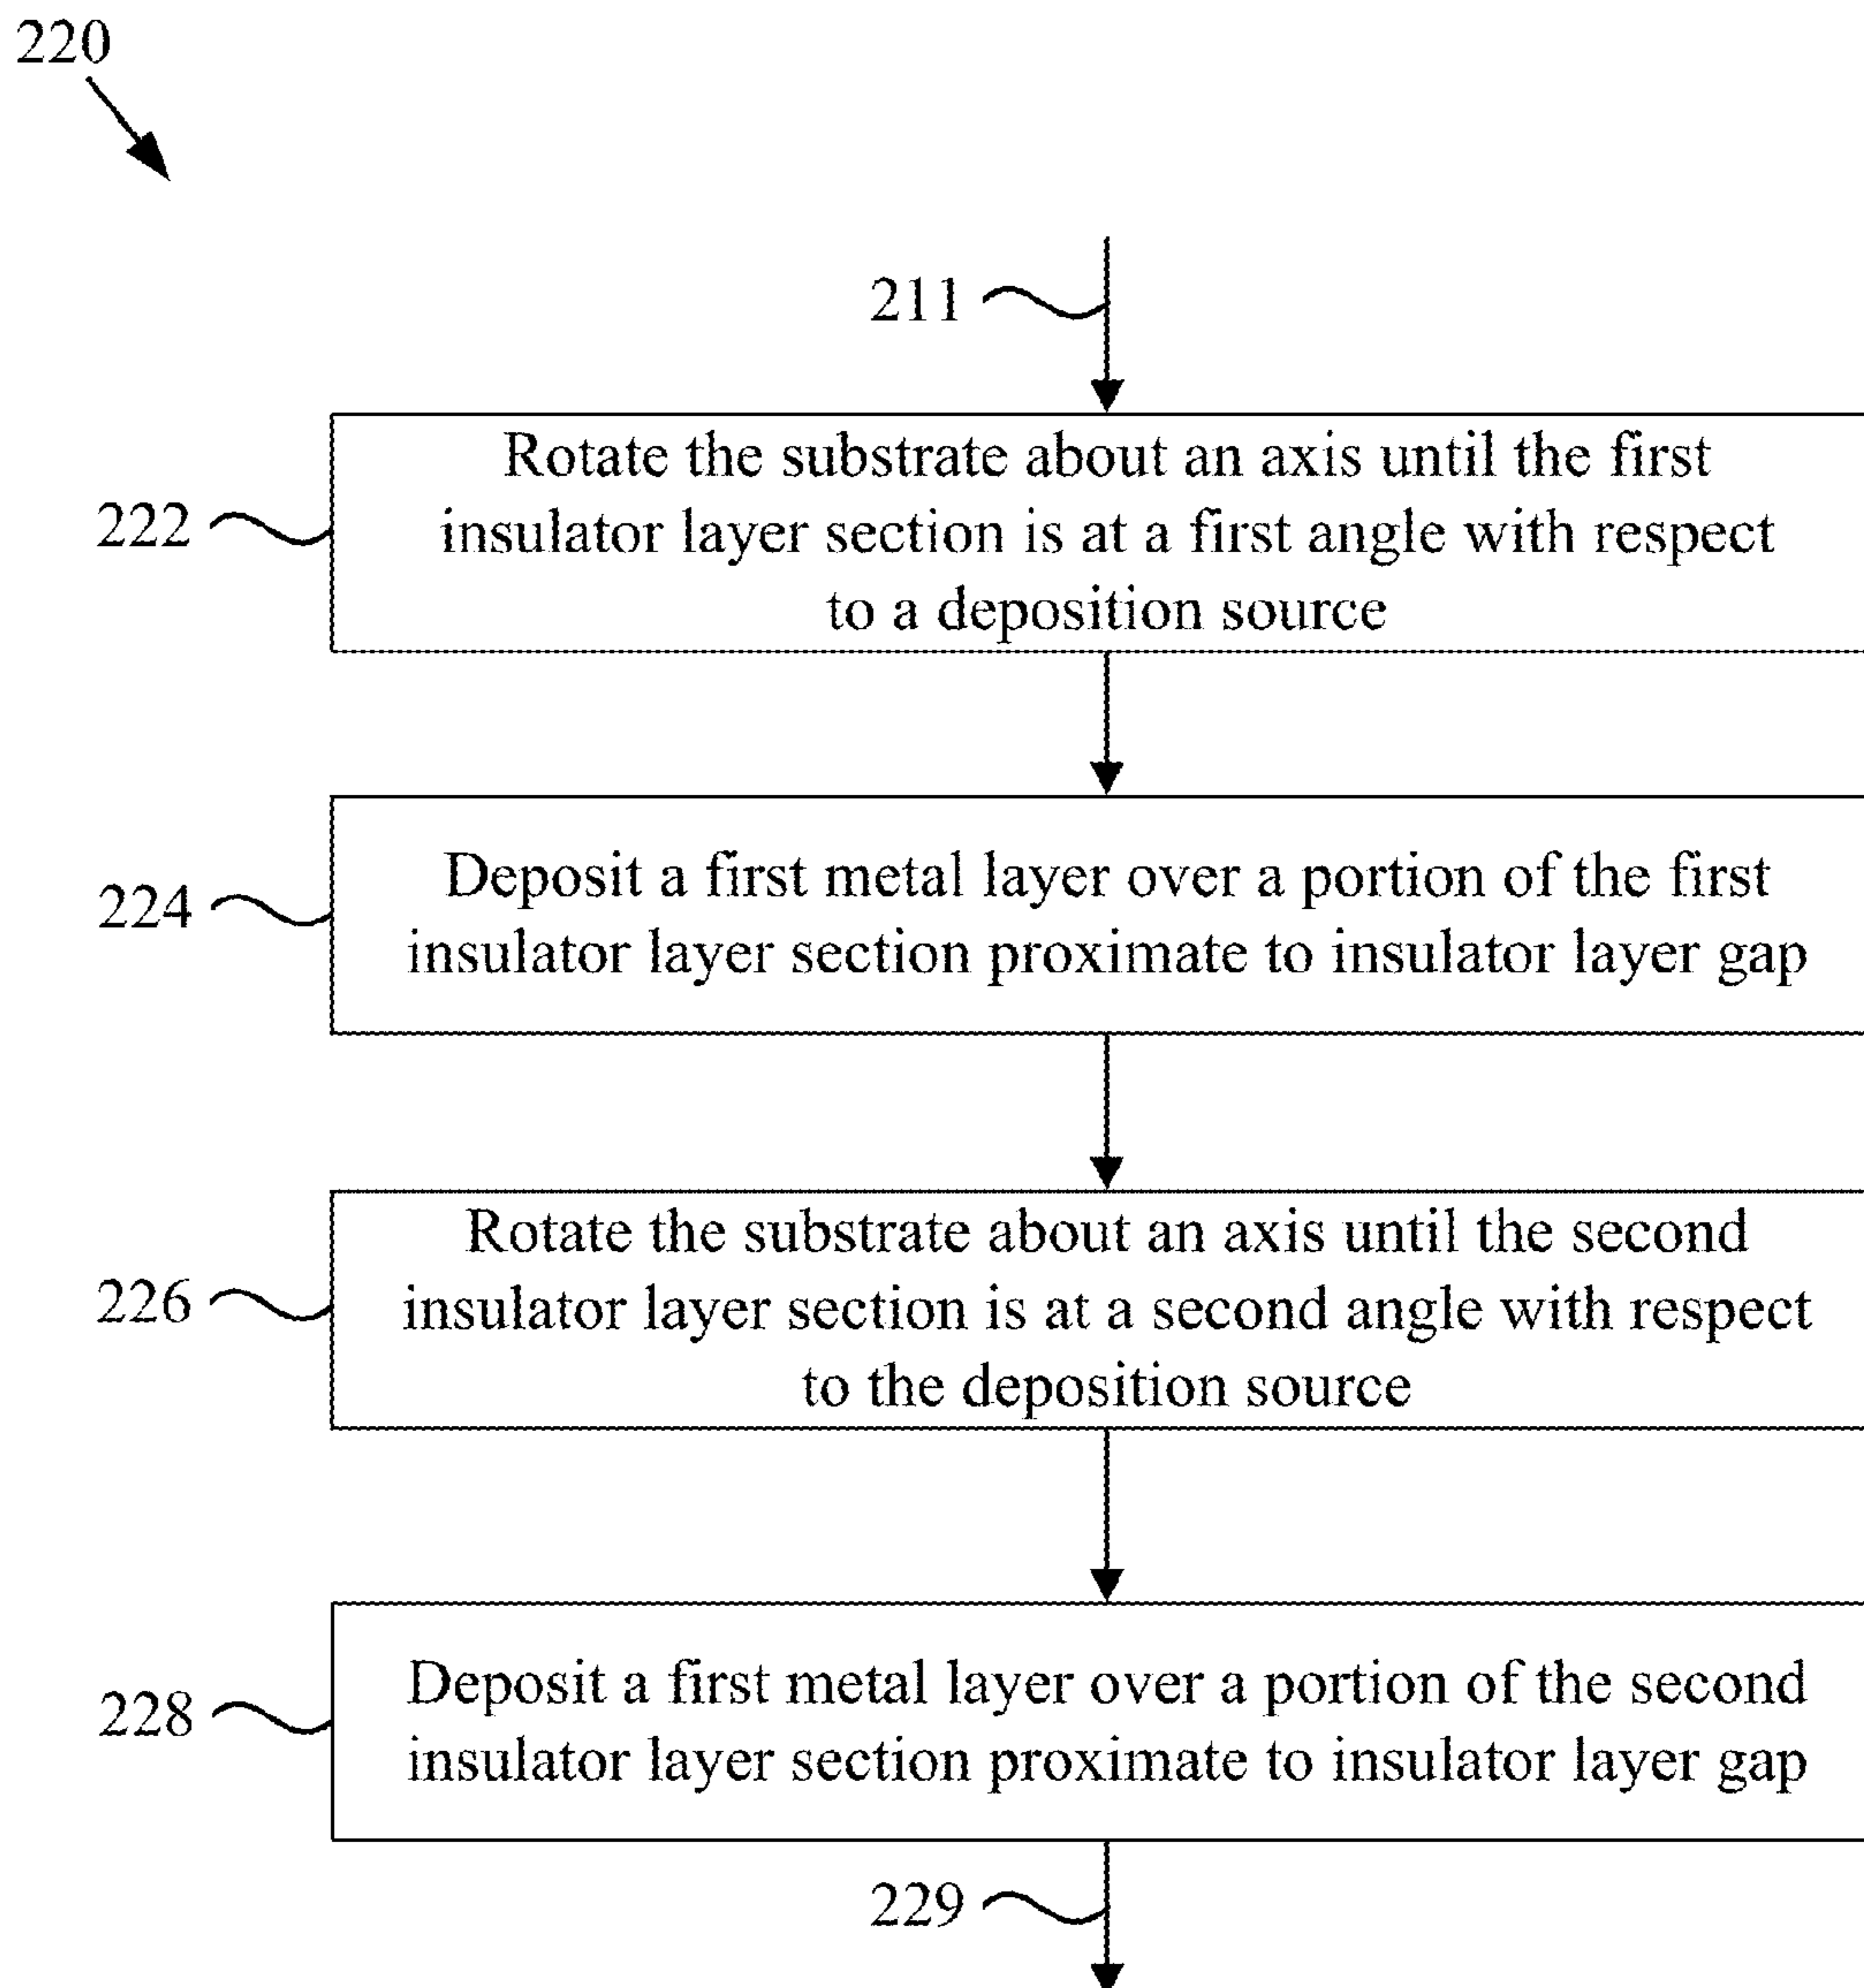 220
211
222
Rotate the substrate about an axis until the first
insulator layer section is at a first angle with respect
to a deposition source
224
Deposit a first metal layer over a portion of the first
insulator layer section proximate to insulator layer gap
226
Rotate the substrate about an axis until the second
insulator layer section is at a second angle with respect
to the deposition source
228
Deposit a first metal layer over a portion of the second
insulator layer section proximate to insulator layer gap
229